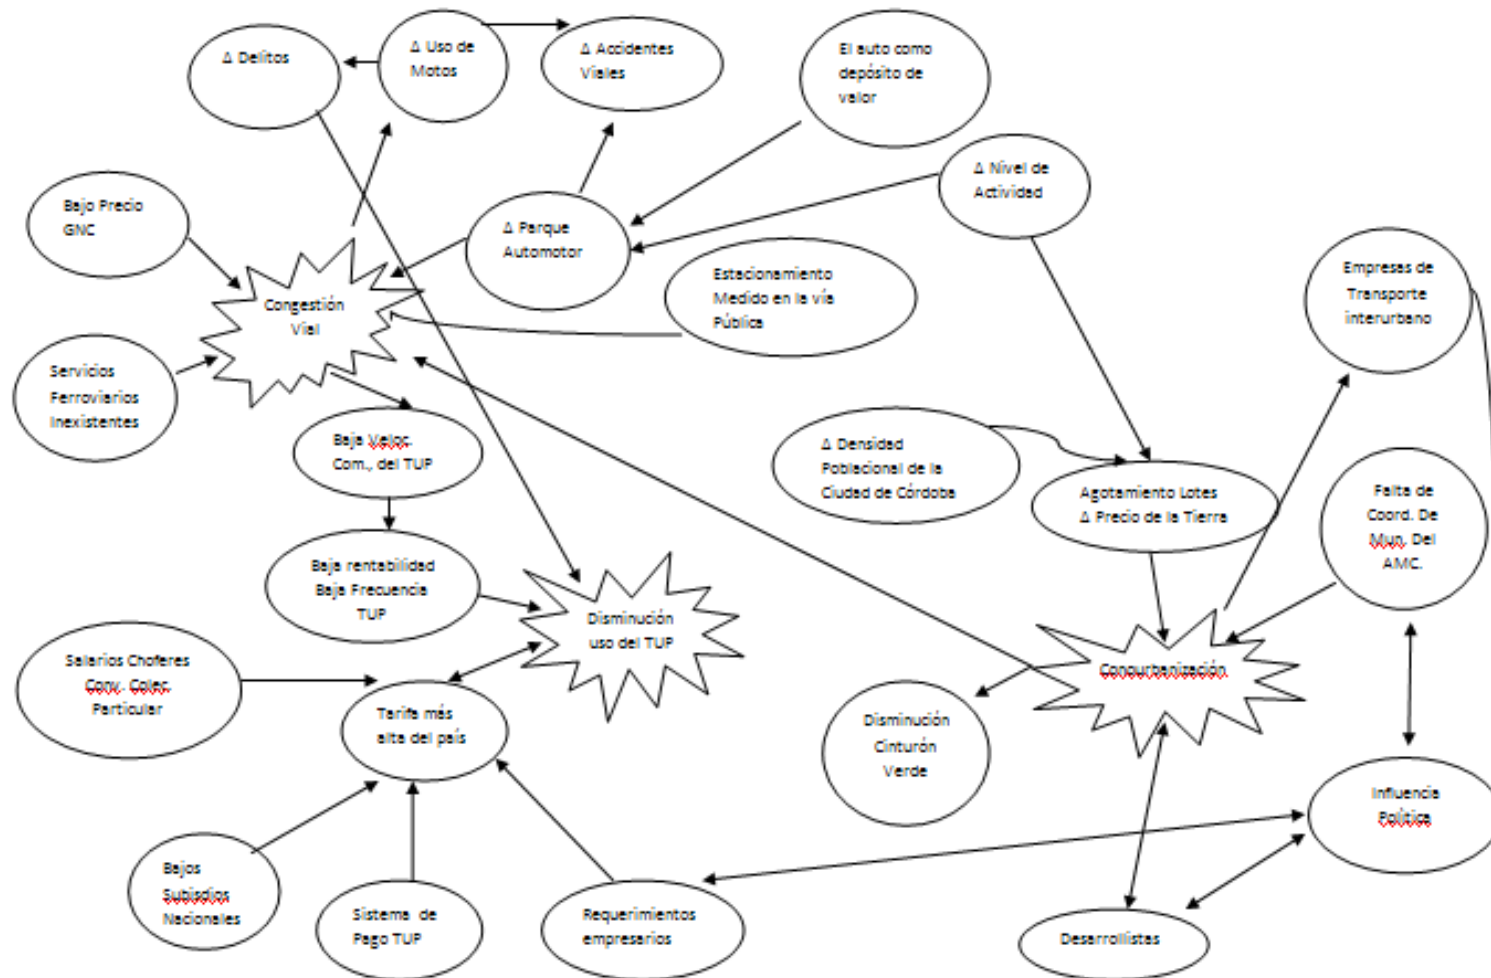 Δ Delitos
Δ Uso de
Motos
Δ Accidentes
Viales
El auto como
depósito de
valor
Δ Nivel de
Actividad
Bajo Precio
GNC
Δ Parque
Automotor
Estacionamiento
Medido en la vía
Pública
Empresas de
Transporte
interurbano
Congestión
Vial
Servicios
Ferroviarios
Inexistentes
Baja Veloc.
Com., del TUP
Δ Densidad
Poblacional de la
Ciudad de Córdoba
Agotamiento Lotes
Δ Precio de la Tierra
Falta de
Coord. De
Mun. Del
AMC.
Baja rentabilidad
Baja Frecuencia
TUP
Disminución
uso del TUP
Salarios Choferes
Conv. Colec.
Particular
Conourbanización
Tarifa más
alta del país
Disminución
Cinturón
Verde
Influencia
Política
Bajos
Subisdios
Nacionales
Sistema de
Pago TUP
Requerimientos
empresarios
Desarrollistas